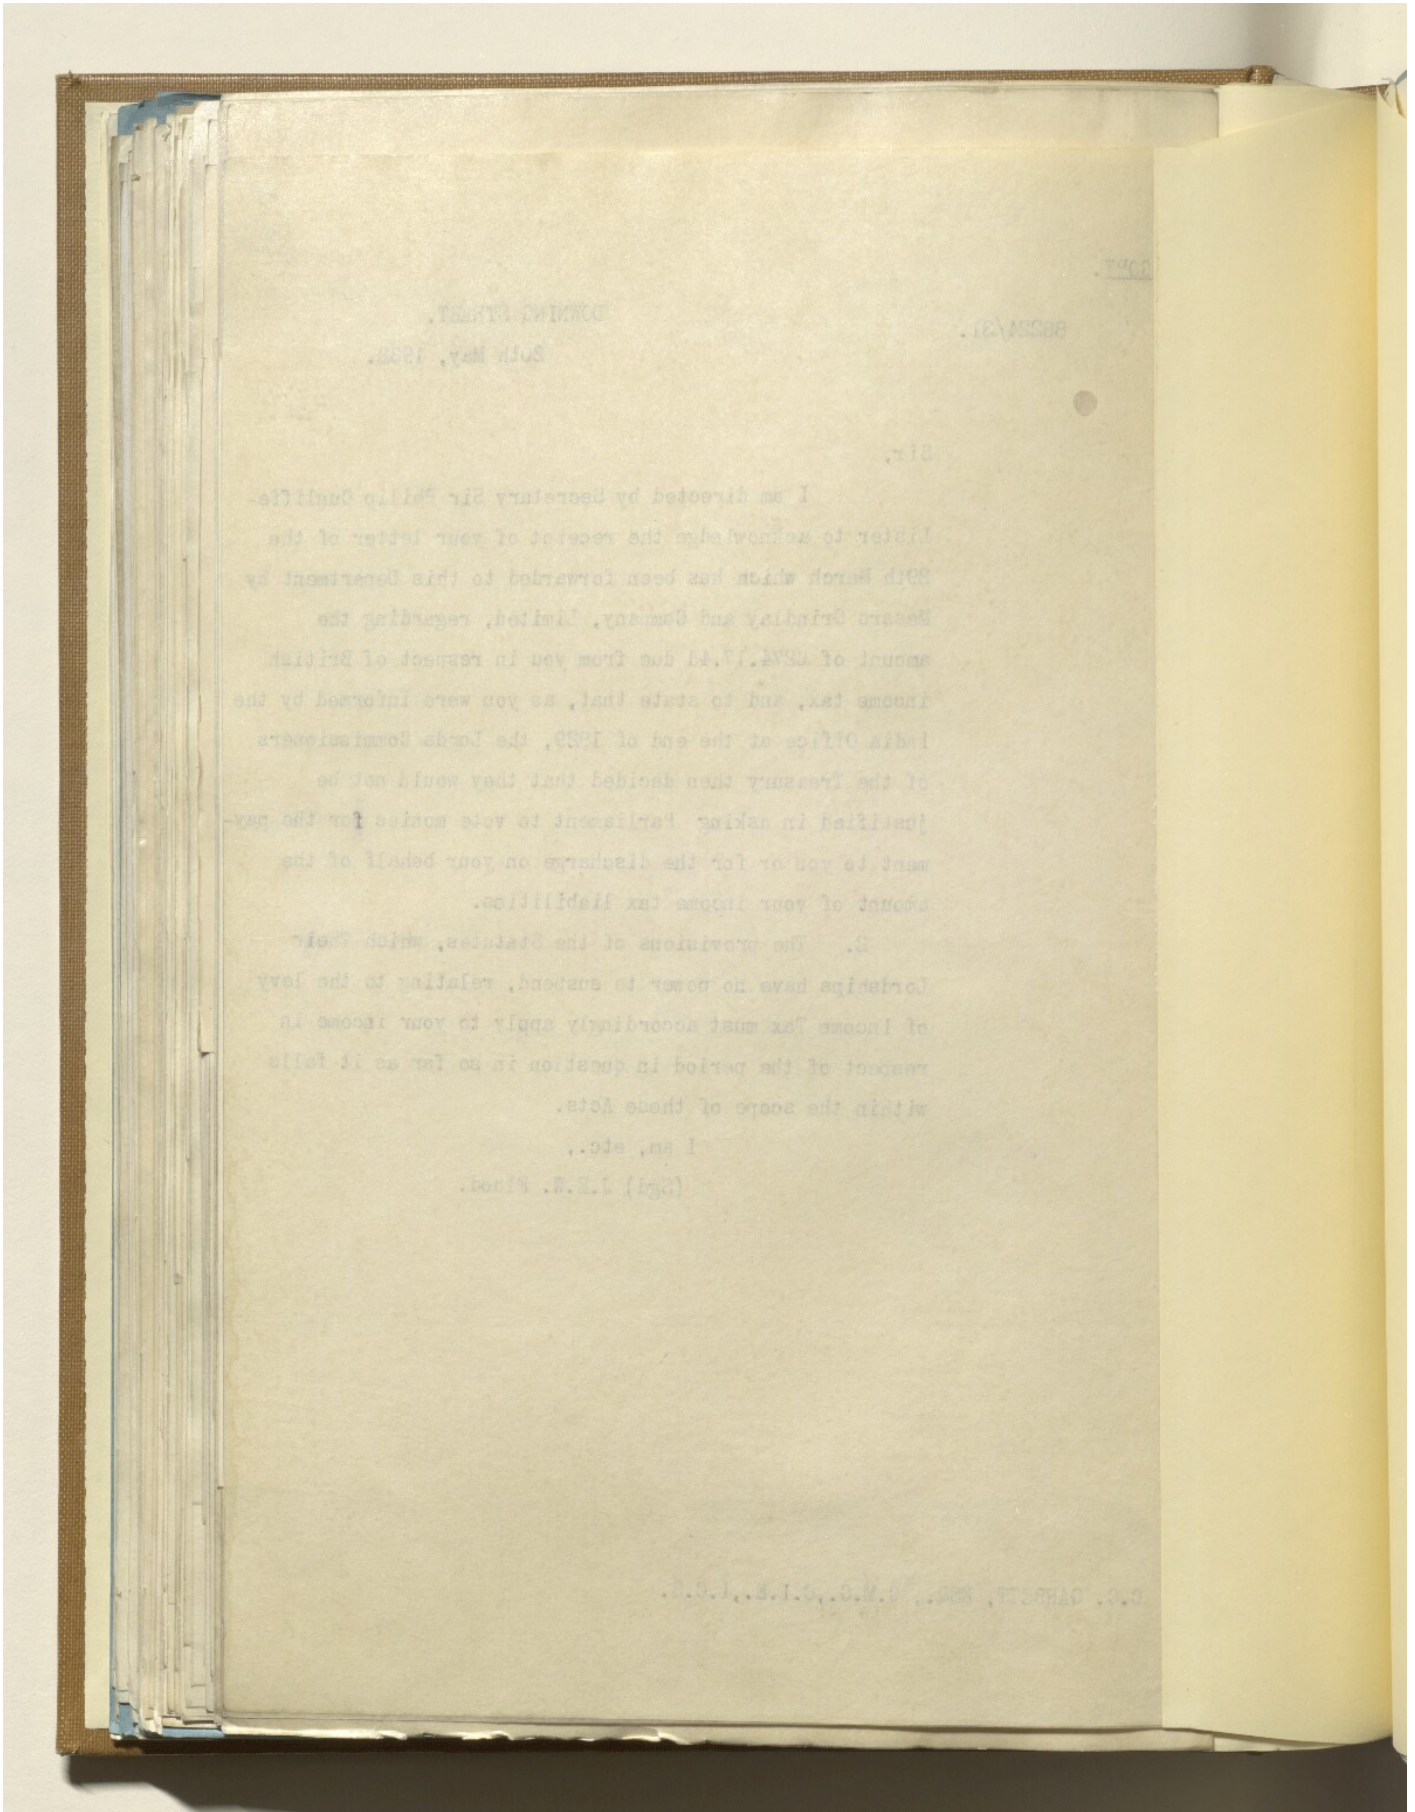 COPY.
88224/31.
DOWNING STREET.
20th May, 1932.
Sir,
I am directed by Secretary Sir Philip Cunliffe-
Lister to acknowledge the receipt of your letter of the
29th March which has been forwarded to this Department by
Messrs Grindlay and Company, Limited, regarding the
amount of £274.17.4d due from you in respect of British
income tax, and to state that, as you were informed by the
India Office at the end of 1929, the Lords Commissioners
of the Treasury then decided that they would not be
justified in asking Parliament to vote monies for the pay-
ment to you or for the discharge on your behalf of the
amount of your income tax liabilities.
2. The provisions of the Statutes, which Their
Lordships have no power to suspend, relating to the levy
of Income Tax must accordingly apply to your income in
respect of the period in question in so far as it falls
within the scope of these Acts.
I am, etc.,
(Sgd) J.E.W. Flood.
C.C. GARRETT, ESQ., C.M.G.,C.I.E.,I.C.S.